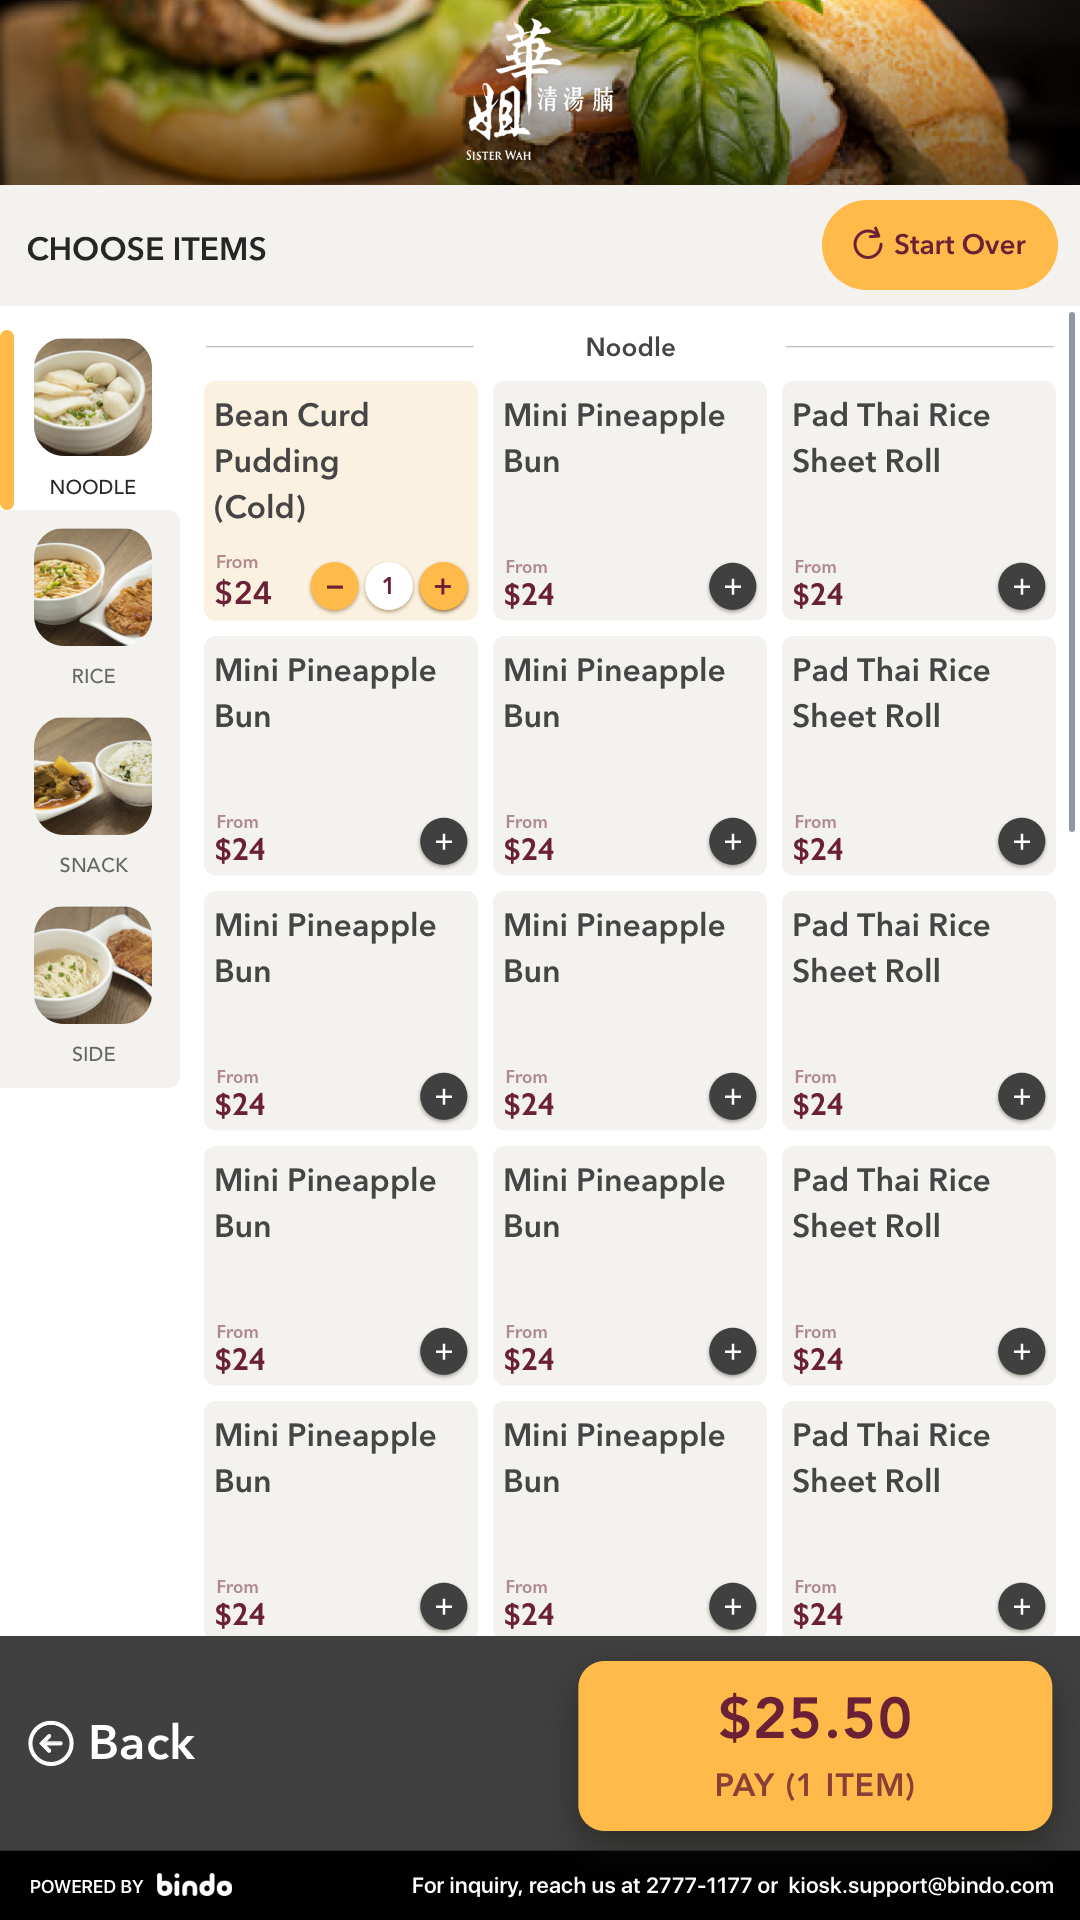 華姐
清湯腩
SISTER WAH
CHOOSE ITEMS
Start Over
NOODLE
RICE
SNACK
SIDE
Noodle
Bean Curd
Pudding
(Cold)
From
$24
1
Mini Pineapple
Bun
From
$24
Pad Thai Rice
Sheet Roll
From
$24
Mini Pineapple
Bun
From
$24
Mini Pineapple
Bun
From
$24
Pad Thai Rice
Sheet Roll
From
$24
Mini Pineapple
Bun
From
$24
Mini Pineapple
Bun
From
$24
Pad Thai Rice
Sheet Roll
From
$24
Mini Pineapple
Bun
From
$24
Mini Pineapple
Bun
From
$24
Pad Thai Rice
Sheet Roll
From
$24
Mini Pineapple
Bun
From
$24
Mini Pineapple
Bun
From
$24
Pad Thai Rice
Sheet Roll
From
$24
Back
$25.50
PAY (1 ITEM)
POWERED BY bindo
For inquiry, reach us at 2777-1177 or kiosk.support@bindo.com